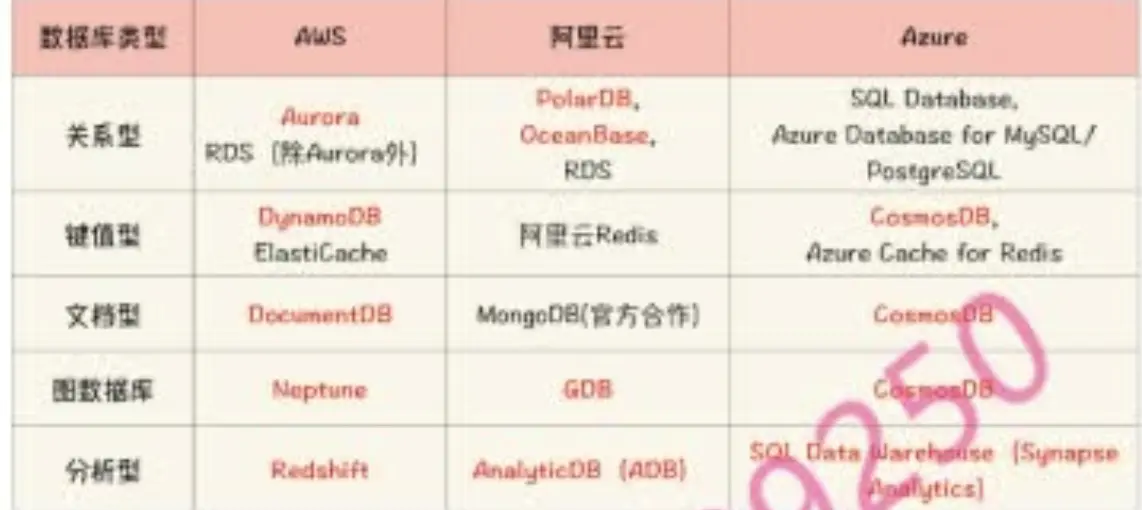 数据库类型 AWS 阿里云 Azure
关系型
Aurora
RDS (除Aurora外)
PolarDB,
OceanBase,
RDS
SQL Database,
Azure Database for MySQL/
PostgreSQL
键值型
DynamoDB
ElastiCache
阿里云Redis
CosmosDB,
Azure Cache for Redis
文档型
DocumentDB
MongoDB(官方合作)
CosmosDB
图数据库
Neptune
GDB
CosmosDB
分析型
Redshift
AnalyticDB (ADB)
SQL Data Warehouse (Synapse
Analytics)
9250